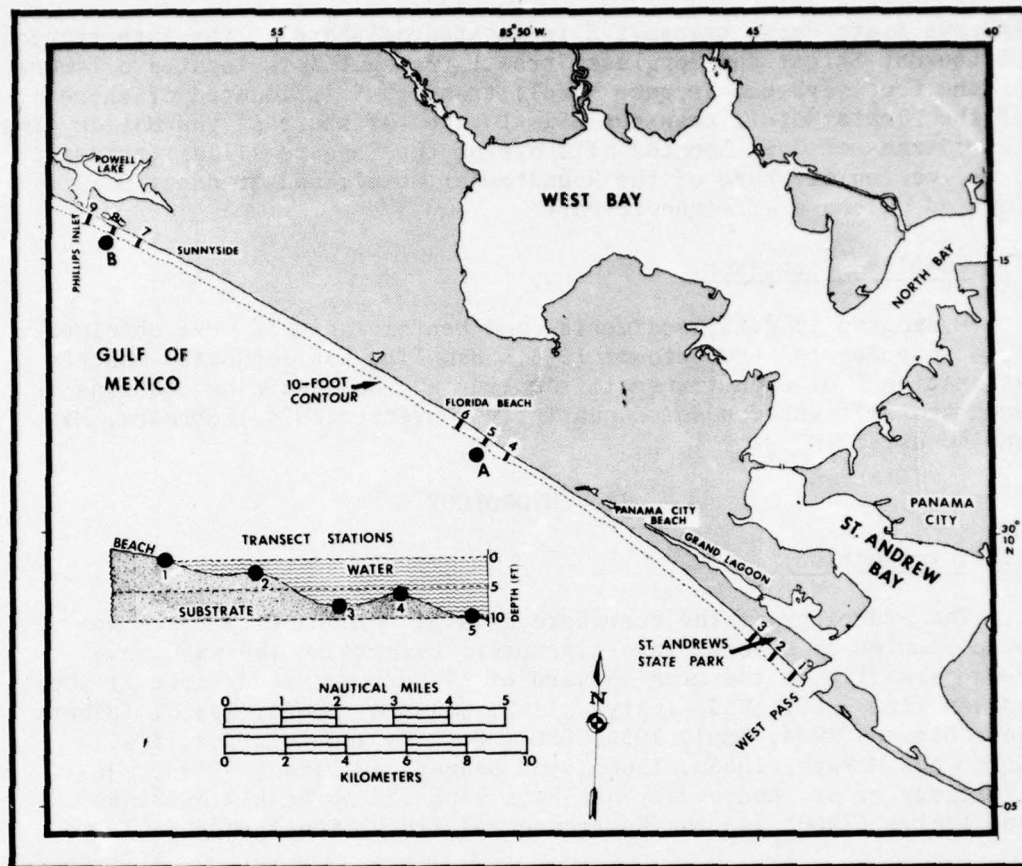 55
85° 50' W
45
40
POWELL
LAKE
9
8
7
PHILLIPS INLET
B
SUNNYSIDE
WEST BAY
NORTH BAY
15
GULF OF
MEXICO
10-FOOT
CONTOUR
FLORIDA BEACH
6
5
4
A
PANAMA CITY
BEACH
GRAND LAGOON
PANAMA
CITY
ST. ANDREW
BAY
30°
10
N
TRANSECT STATIONS
BEACH
WATER
SUBSTRATE
1
2
3
4
5
0
5
10
DEPTH (FT)
3
2
1
ST. ANDREWS
STATE PARK
WEST PASS
N
NAUTICAL MILES
0 1 2 3 4 5
0 2 4 6 8 10
KILOMETERS
05